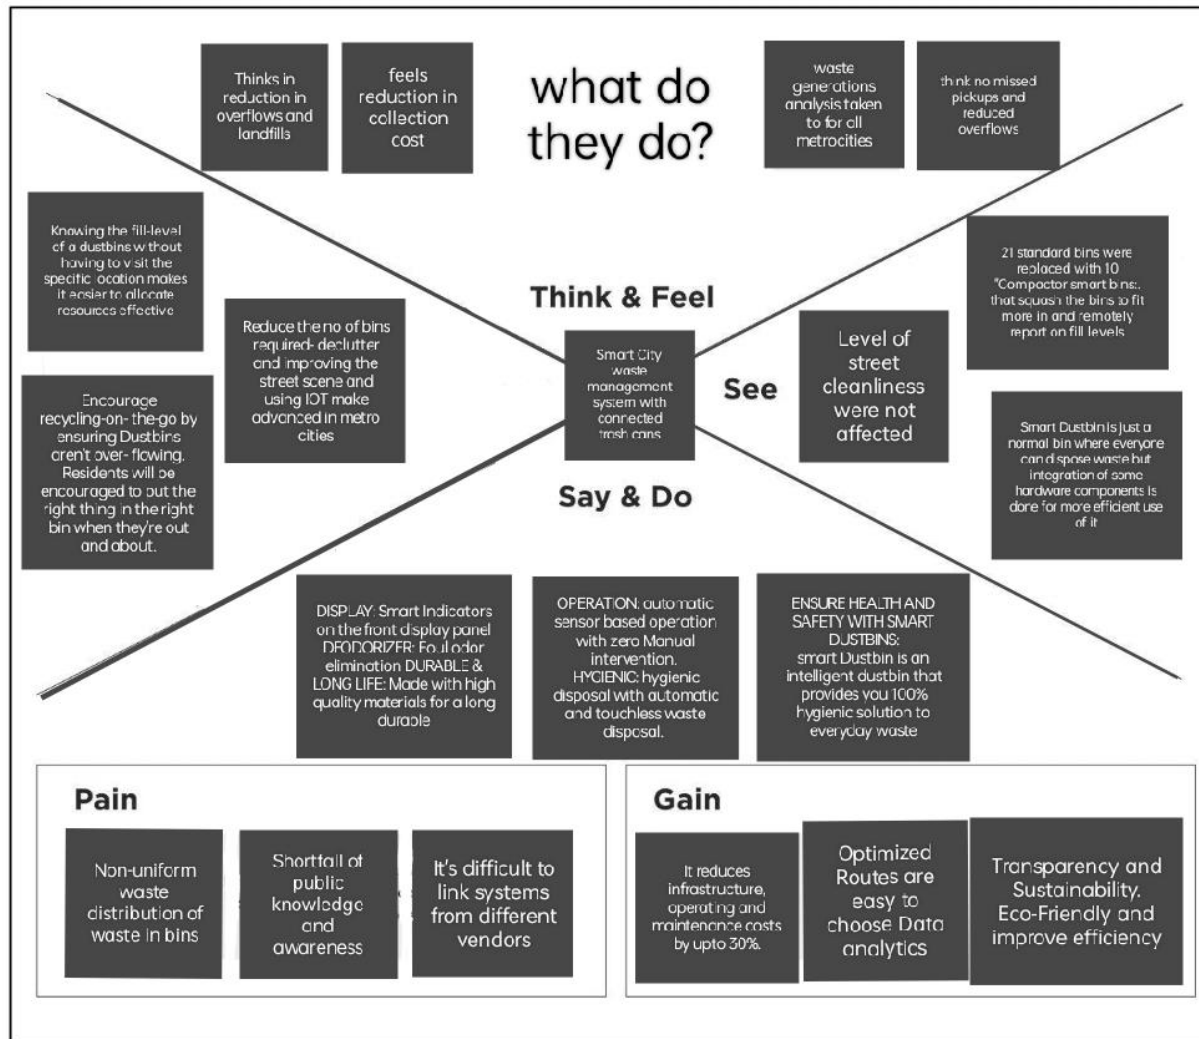 Thinks in
reduction in
overflows and
landfills
feels
reduction in
collection
cost
what do
they do?
waste
generations
analysis taken
to for all
metrocities
think no missed
pickups and
reduced
overflows
Knowing the fill-level
of a dustbins without
having to visit the
specific location makes
it easier to allocate
resources effective
Reduce the no of bins
required- declutter
and improving the
street scene and
using IOT make
advanced in metro
cities
Encourage
recycling-on- the-go by
ensuring Dustbins
aren't over- flowing.
Residents will be
encouraged to put the
right thing in the right
bin when they're out
and about.
Think & Feel
Smart City
waste
management
system with
connected
trash cans
See
Say & Do
Level of
street
cleanliness
were not
affected
21 standard bins were
replaced with 10
"Compactor smart bins:.
that squash the bins to fit
more in and remotely
report on fill levels
Smart Dustbin is just a
normal bin where everyone
can dispose waste but
integration of some
hardware components is
done for more efficient use
of it
DISPLAY: Smart Indicators
on the front display panel
DEODORIZER: Foul odor
elimination DURABLE &
LONG LIFE: Made with high
quality materials for a long
durable
OPERATION: automatic
sensor based operation
with zero Manual
intervention.
HYGIENIC: hygienic
disposal with automatic
and touchless waste
disposal.
ENSURE HEALTH AND
SAFETY WITH SMART
DUSTBINS:
smart Dustbin is an
intelligent dustbin that
provides you 100%
hygienic solution to
everyday waste
Pain
Non-uniform
waste
distribution of
waste in bins
Shortfall of
public
knowledge
and
awareness
It's difficult to
link systems
from different
vendors
Gain
It reduces
infrastructure,
operating and
maintenance costs
by upto 30%.
Optimized
Routes are
easy to
choose Data
analytics
Transparency and
Sustainability.
Eco-Friendly and
improve efficiency